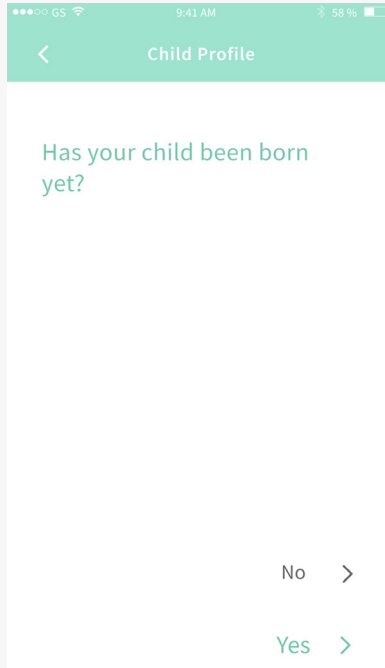 GS 9:41 AM 58 %
Child Profile
Has your child been born
yet?
No
Yes